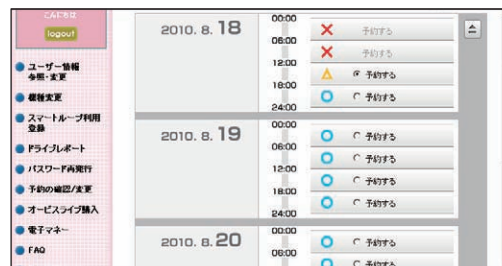 こんにちは
logout
ユーザー情報
参照・変更
機種変更
スマートループ利用
登録
ドライブレポート
パスワード再発行
予約の確認/変更
オービスライブ購入
電子マネー
FAQ
2010. 8. 18
00:00
06:00
12:00
18:00
24:00
予約する
予約する
予約する
予約する
2010. 8. 19
00:00
06:00
12:00
18:00
24:00
予約する
予約する
予約する
予約する
2010. 8. 20
00:00
06:00
予約する
予約する